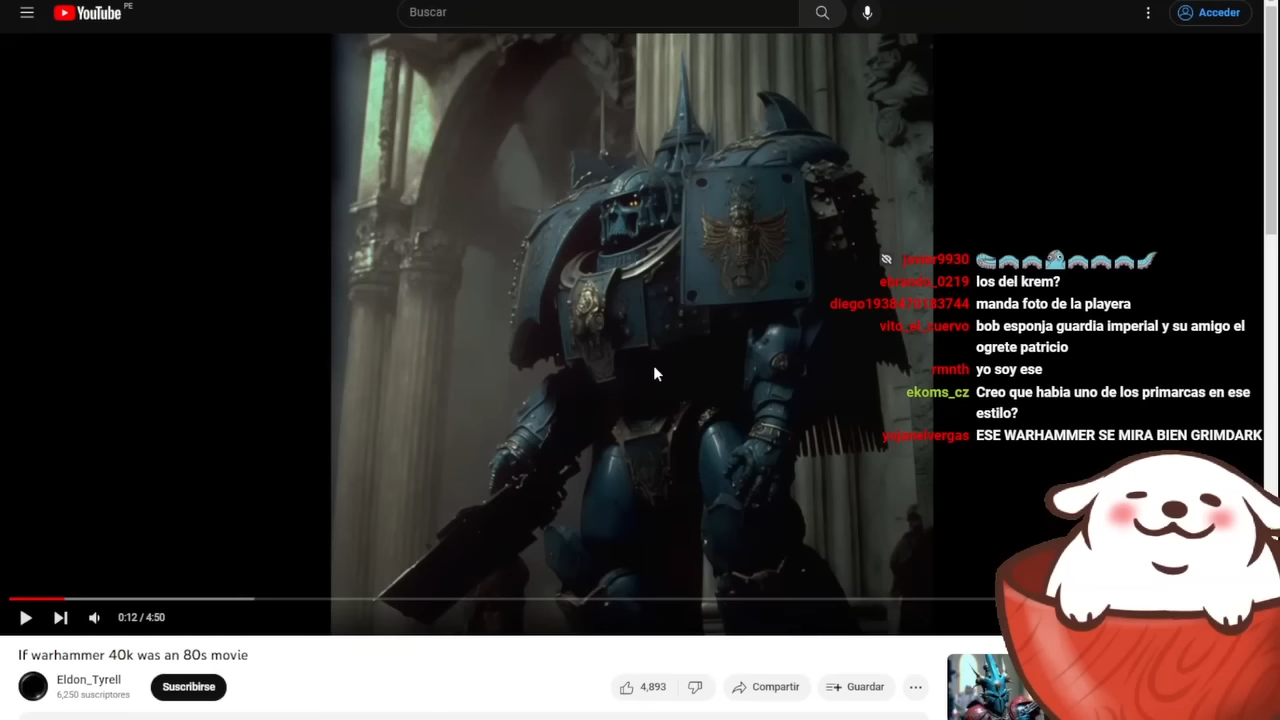 YouTube PE
Buscar
Acceder
javier9930
ebrando_0219 los del krem?
manda foto de la playera
vito_el_cuervo bob esponja guardia imperial y su amigo el
ogrete patricio
rmnth yo soy ese
ekoms_cz Creo que habia uno de los primarcas en ese
estilo?
ESE WARHAMMER SE MIRA BIEN GRIMDARK
0:12 / 4:50
If warhammer 40k was an 80s movie
Eldon_Tyrell
6,250 suscriptores
Suscribirse
4,893
Compartir
Guardar